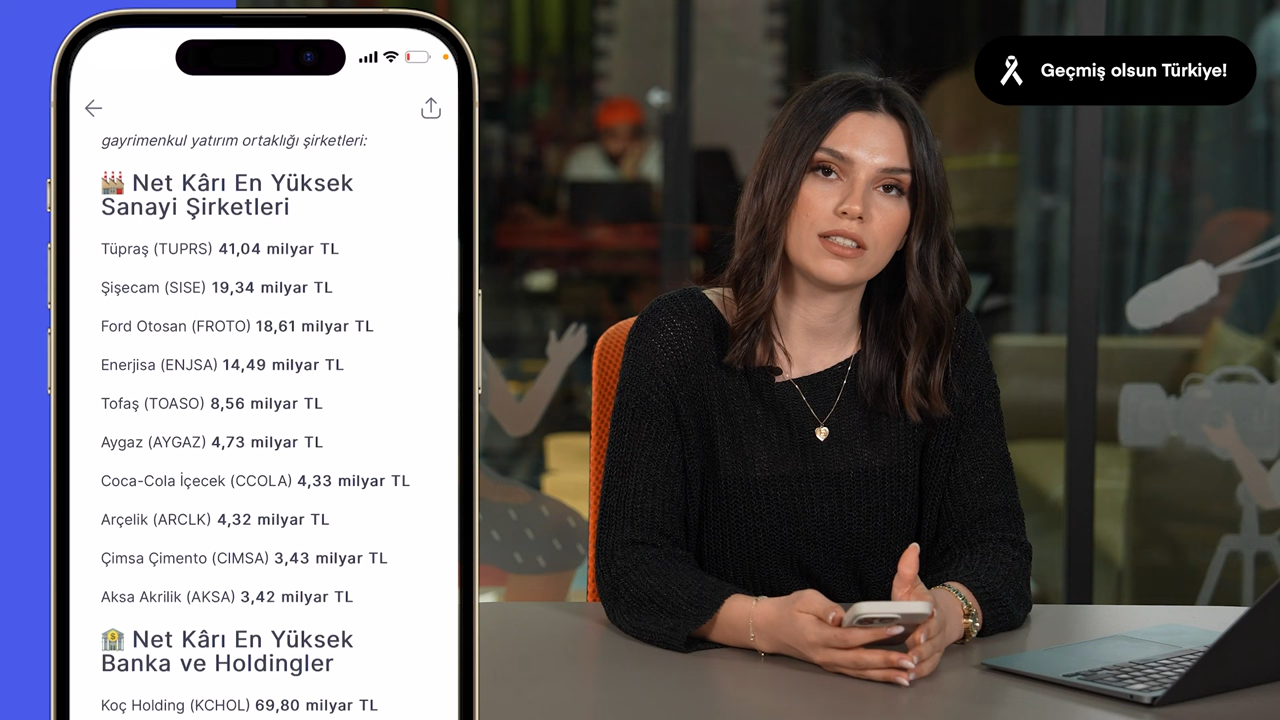 gayrimenkul yatırım ortaklığı şirketleri:
Net Kârı En Yüksek
Sanayi Şirketleri
Tüpraş (TUPRS) 41,04 milyar TL
Şişecam (SISE) 19,34 milyar TL
Ford Otosan (FROTO) 18,61 milyar TL
Enerjisa (ENJSA) 14,49 milyar TL
Tofaş (TOASO) 8,56 milyar TL
Aygaz (AYGAZ) 4,73 milyar TL
Coca-Cola İçecek (CCOLA) 4,33 milyar TL
Arçelik (ARCLK) 4,32 milyar TL
Çimsa Çimento (CIMSA) 3,43 milyar TL
Aksa Akrilik (AKSA) 3,42 milyar TL
Net Kârı En Yüksek
Banka ve Holdingler
Koç Holding (KCHOL) 69,80 milyar TL
Geçmiş olsun Türkiye!